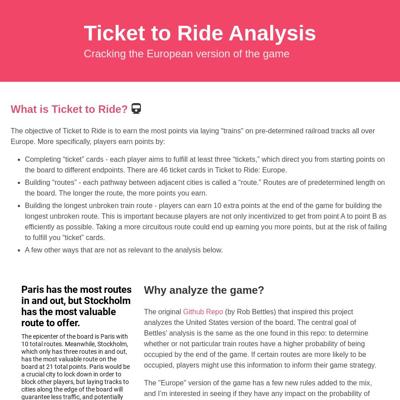 Ticket to Ride Analysis
Cracking the European version of the game
What is Ticket to Ride?
The objective of Ticket to Ride is to earn the most points via laying "trains" on pre-determined railroad tracks all over
Europe. More specifically, players earn points by:
Completing "ticket" cards - each player aims to fulfill at least three "tickets," which direct you from starting points on
the board to different endpoints. There are 46 ticket cards in Ticket to Ride: Europe.
Building "routes" - each pathway between adjacent cities is called a "route." Routes are of predetermined length on
the board. The longer the route, the more points you earn.
Building the longest unbroken train route - players can earn 10 extra points at the end of the game for building the
longest unbroken route. This is important because players are not only incentivized to get from point A to point B as
efficiently as possible. Taking a more circuitous route could end up earning you more points, but at the risk of failing
to fulfill you "ticket" cards.
A few other ways that are not as relevant to the analysis below.
Paris has the most routes
in and out, but Stockholm
has the most valuable
route to offer.
The epicenter of the board is Paris with
10 total routes. Meanwhile, Stockholm,
which only has three routes in and out,
has the most valuable route on the
board at 21 total points. Paris would be
a crucial city to lock down in order to
block other players, but laying tracks to
cities along the edge of the board will
guarantee less traffic, and potentially
Why analyze the game?
The original Github Repo (by Rob Bettles) that inspired this project
analyzes the United States version of the board. The central goal of
Bettles' analysis is the same as the one found in this repo: to determine
whether or not particular train routes have a higher probability of being
occupied by the end of the game. If certain routes are more likely to be
occupied, players might use this information to inform their game strategy.
The "Europe" version of the game has a few new rules added to the mix,
and I'm interested in seeing if they have any impact on the probability of